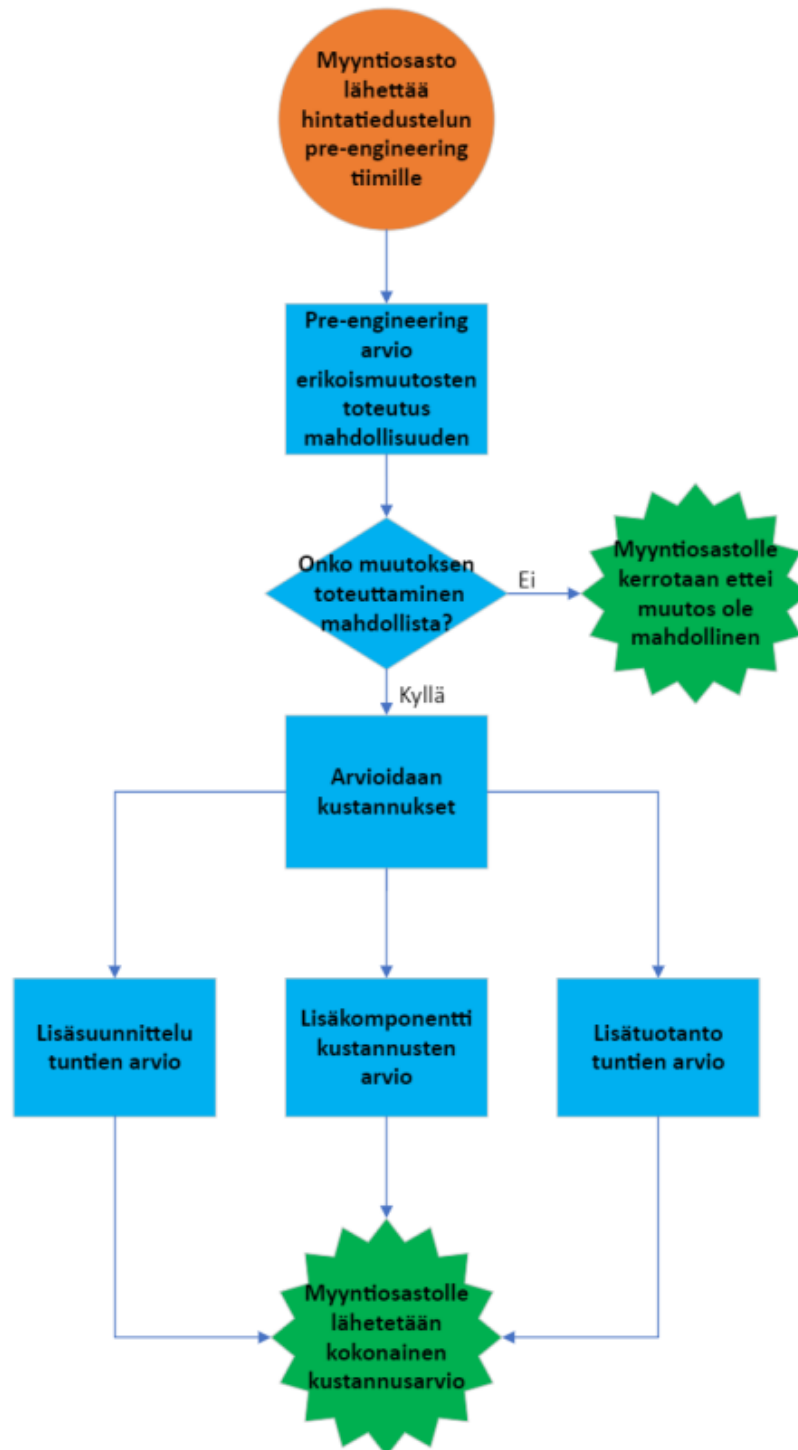 Myyntiosasto
lähettää
hintatiedustelun
pre-engineering
tiimille
Pre-engineering
arvio
erikoismuutosten
toteutus
mahdollisuuden
Onko muutoksen
toteuttaminen
mahdollista?
Ei
Myyntiosastolle
kerrotaan ettei
muutos ole
mahdollinen
Kyllä
Arvioidaan
kustannukset
Lisäsuunnittelu
tuntien arvio
Lisäkomponentti
kustannusten
arvio
Lisätuotanto
tuntien arvio
Myyntiosastolle
lähetetään
kokonainen
kustannusarvio